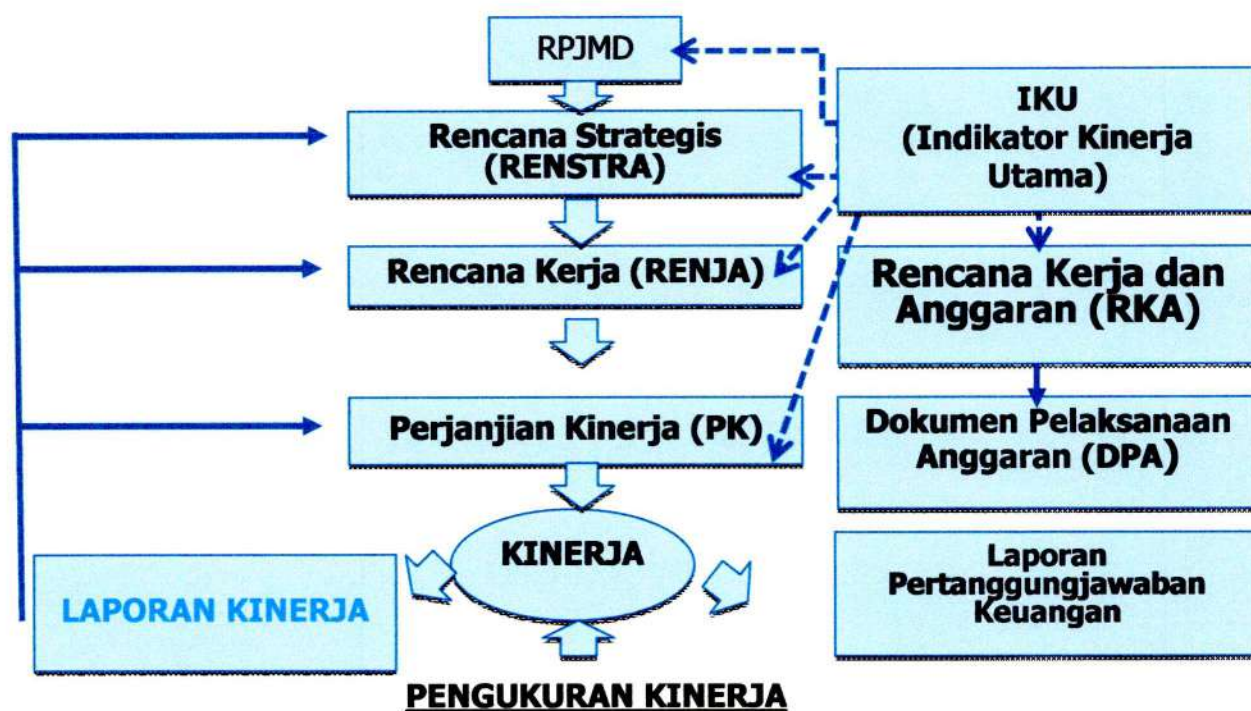 RPJMD
Rencana Strategis
(RENSTRA)
Rencana Kerja (RENJA)
Perjanjian Kinerja (PK)
KINERJA
LAPORAN KINERJA
PENGUKURAN KINERJA
IKU
(Indikator Kinerja
Utama)
Rencana Kerja dan
Anggaran (RKA)
Dokumen Pelaksanaan
Anggaran (DPA)
Laporan
Pertanggungjawaban
Keuangan